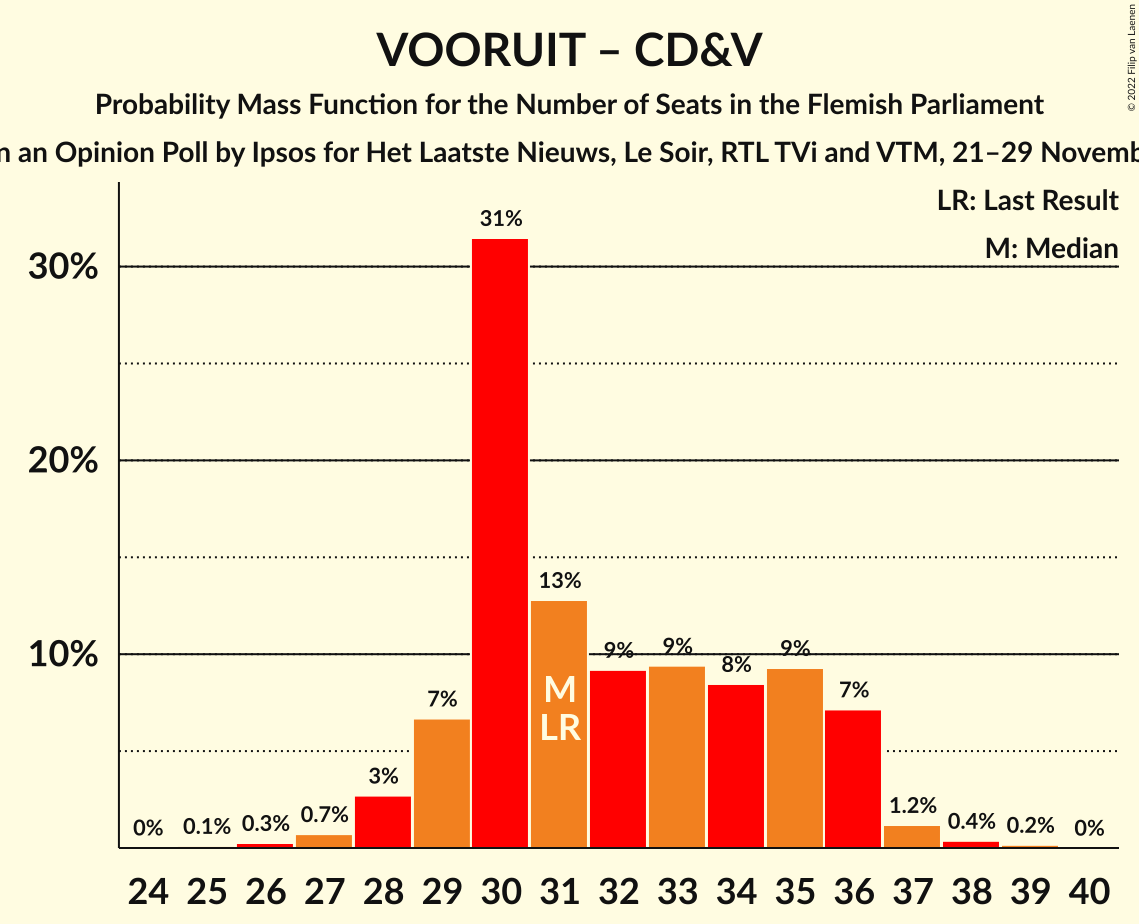 VOORUIT – CD&V
Probability Mass Function for the Number of Seats in the Flemish Parliament
an Opinion Poll by Ipsos for Het Laatste Nieuws, Le Soir, RTL TVi and VTM, 21–29
© 2022 Filip van Laenen
LR: Last Result
M: Median
30%
20%
10%
0% 0.1% 0.3% 0.7% 3% 7% 31% 13% 9% 9% 8% 9% 7% 1.2% 0.4% 0.2% 0%
M
LR
24 25 26 27 28 29 30 31 32 33 34 35 36 37 38 39 40